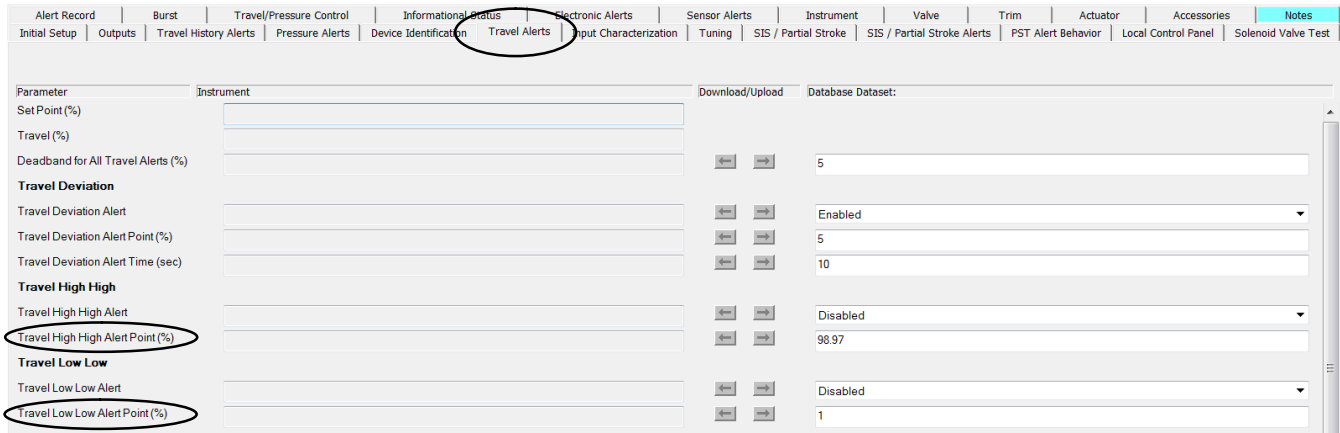 Alert Record Burst Travel/Pressure Control Informational Status Electronic Alerts Sensor Alerts Instrument Valve Trim Actuator Accessories Notes
Initial Setup Outputs Travel History Alerts Pressure Alerts Device Identification Travel Alerts Input Characterization Tuning SIS / Partial Stroke SIS / Partial Stroke Alerts PST Alert Behavior Local Control Panel Solenoid Valve Test
Parameter Instrument Download/Upload Database Dataset:
Set Point (%)
Travel (%)
Deadband for All Travel Alerts (%) 5
Travel Deviation
Travel Deviation Alert Enabled
Travel Deviation Alert Point (%) 5
Travel Deviation Alert Time (sec) 10
Travel High High
Travel High High Alert Disabled
Travel High High Alert Point (%) 98.97
Travel Low Low
Travel Low Low Alert Disabled
Travel Low Low Alert Point (%) 1